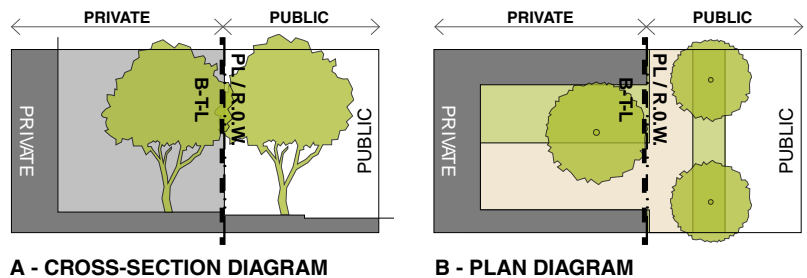 PRIVATE PUBLIC
PRIVATE
B-T-L
PL / R.O.W.
PUBLIC
A - CROSS-SECTION DIAGRAM
PRIVATE PUBLIC
PRIVATE
B-T-L
PL / R.O.W.
PUBLIC
B - PLAN DIAGRAM